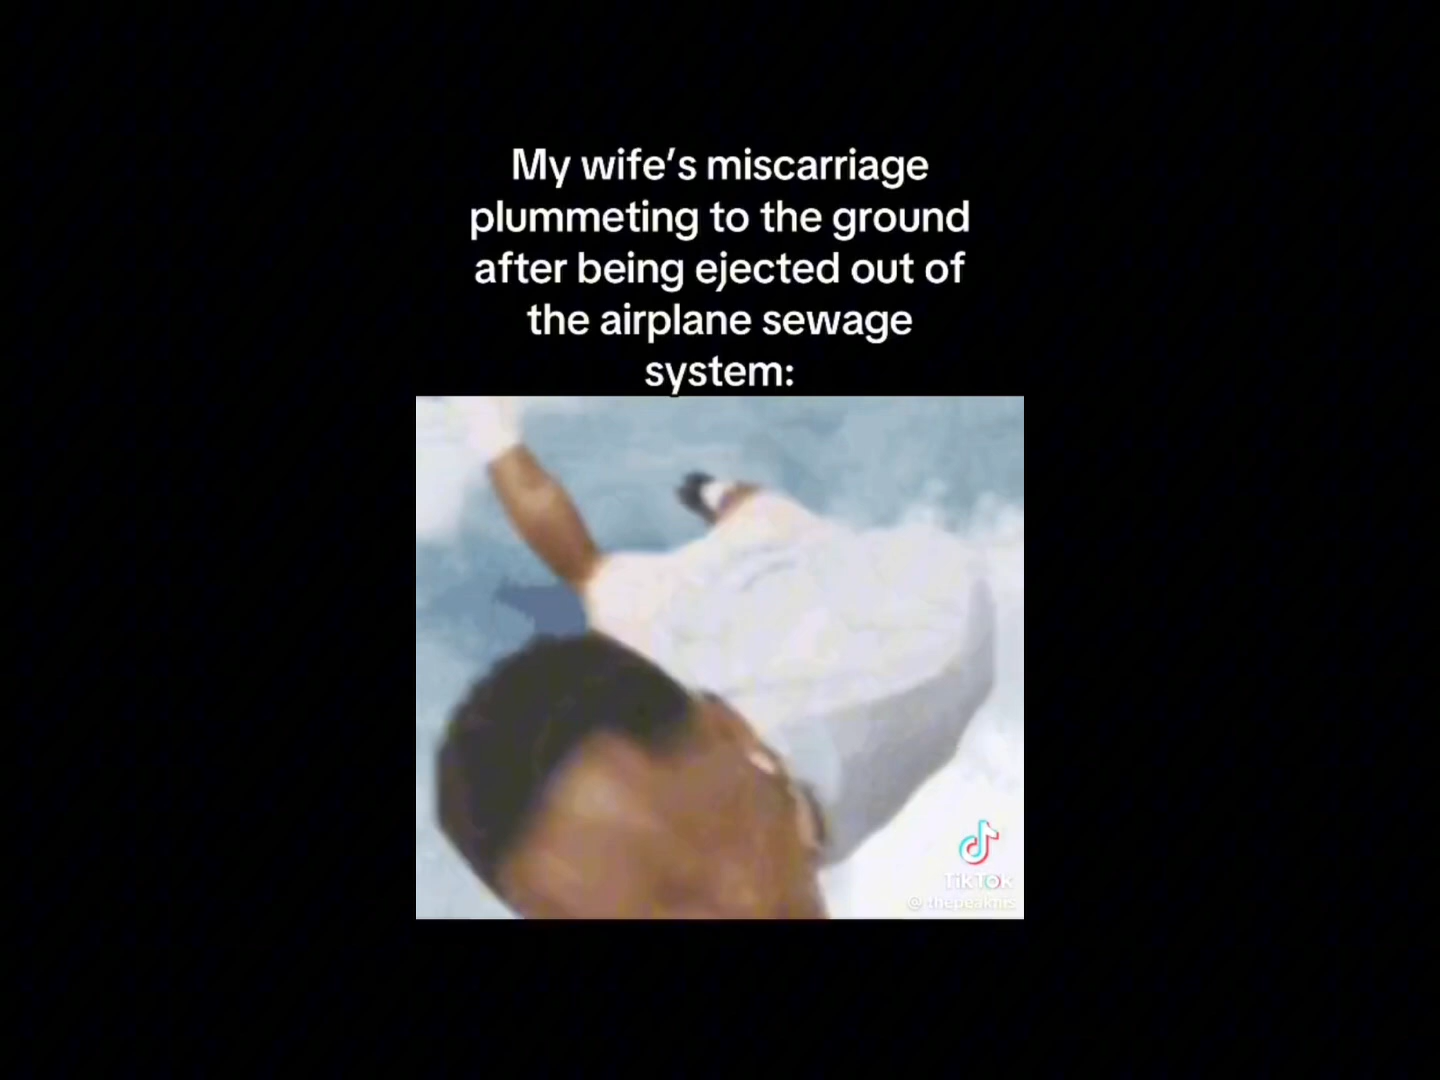 My wife’s miscarriage
plummeting to the ground
after being ejected out of
the airplane sewage
system:
TikTok